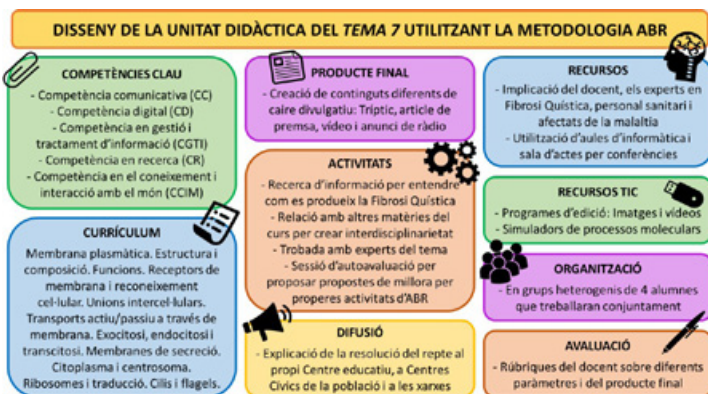 DISSENY DE LA UNITAT DIDÀCTICA DEL TEMA 7 UTILITZANT LA METODOLOGIA ABR
COMPETÈNCIES CLAU
- Competència comunicativa (CC)
- Competència digital (CD)
- Competència en gestió i
tractament d'informació (CGTI)
- Competència en recerca (CR)
- Competència en el coneixement i
interacció amb el món (CCIM)
CURRÍCULUM
Membrana plasmàtica. Estructura i
composició. Funcions. Receptors de
membrana i reconeixement
cel·lular. Unions intercel·lulars.
Transports actiu/passiu a través de
membrana. Exocitosi, endocitosi i
transcitosi. Membranes de secreció.
Citoplasma i centrosoma.
Ribosomes i traducció. Cilis i flagels.
PRODUCTE FINAL
- Creació de continguts diferents de
caire divulgatiu: Tríptic, article de
premsa, vídeo i anunci de ràdio
ACTIVITATS
- Recerca d'informació per entendre
com es produeix la Fibrosi Quística
- Relació amb altres matèries del
curs per crear interdisciplinarietat
- Trobada amb experts del tema
- Sessió d'autoavaluació per
proposar propostes de millora per
properes activitats d'ABR
DIFUSIÓ
- Explicació de la resolució del repte al
propi Centre educatiu, a Centres
Cívics de la població i a les xarxes
RECURSOS
- Implicació del docent, els experts en
Fibrosi Quística, personal sanitari i
afectats de la malaltia
- Utilització d'aules d'informàtica i
sala d'actes per conferències
RECURSOS TIC
- Programes d'edició: Imatges i vídeos
- Simuladors de processos moleculars
ORGANITZACIÓ
- En grups heterogenis de 4 alumnes
que treballaran conjuntament
AVALUACIÓ
- Rúbriques del docent sobre diferents
paràmetres i del producte final